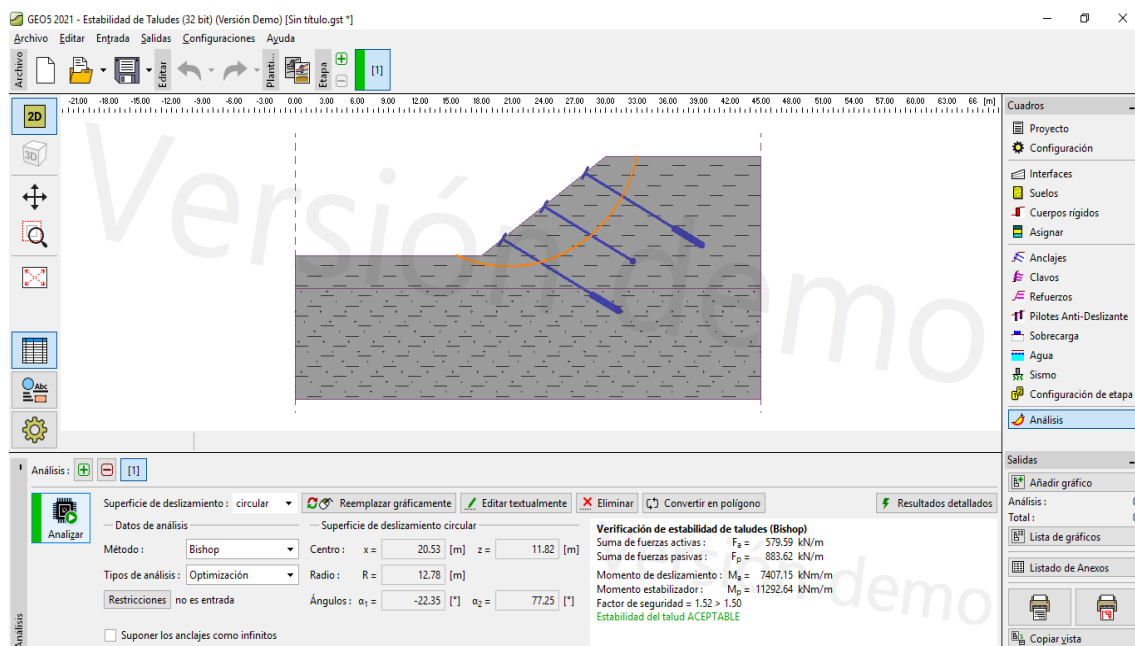 GEO5 2021 - Estabilidad de Taludes (32 bit) (Versión Demo) [Sin título.gst *]
Archivo Editar Entrada Salidas Configuraciones Ayuda
Archivo
Editar
Planti...
Etapa
[1]
-21.00 -18.00 -15.00 -12.00 -9.00 -6.00 -3.00 0.00 3.00 6.00 9.00 12.00 15.00 18.00 21.00 24.00 27.00 30.00 33.00 36.00 39.00 42.00 45.00 48.00 51.00 54.00 57.00 60.00 63.00 66 [m]
2D
3D
Abc
Versión demo
Cuadros
Proyecto
Configuración
Interfaces
Suelos
Cuerpos rígidos
Asignar
Anclajes
Clavos
Refuerzos
Pilotes Anti-Deslizante
Sobrecarga
Agua
Sismo
Configuración de etapa
Análisis
Análisis
Análisis : [1]
Analizar
Superficie de deslizamiento : circular Reemplazar gráficamente Editar textualmente Eliminar Convertir en polígono Resultados detallados
Datos de análisis
Método : Bishop
Tipos de análisis : Optimización
Restricciones no es entrada
Suponer los anclajes como infinitos
Superficie de deslizamiento circular
Centro : x = 20.53 [m] z = 11.82 [m]
Radio : R = 12.78 [m]
Ángulos : α1 = -22.35 [°] α2 = 77.25 [°]
Versión demo
Verificación de estabilidad de taludes (Bishop)
Suma de fuerzas activas : Fa = 579.59 kN/m
Suma de fuerzas pasivas : Fp = 883.62 kN/m
Momento de deslizamiento : Ma = 7407.15 kNm/m
Momento estabilizador : Mp = 11292.64 kNm/m
Factor de seguridad = 1.52 > 1.50
Estabilidad del talud ACEPTABLE
Salidas
Añadir gráfico
Análisis :
Total :
Lista de gráficos
Listado de Anexos
Copiar vista